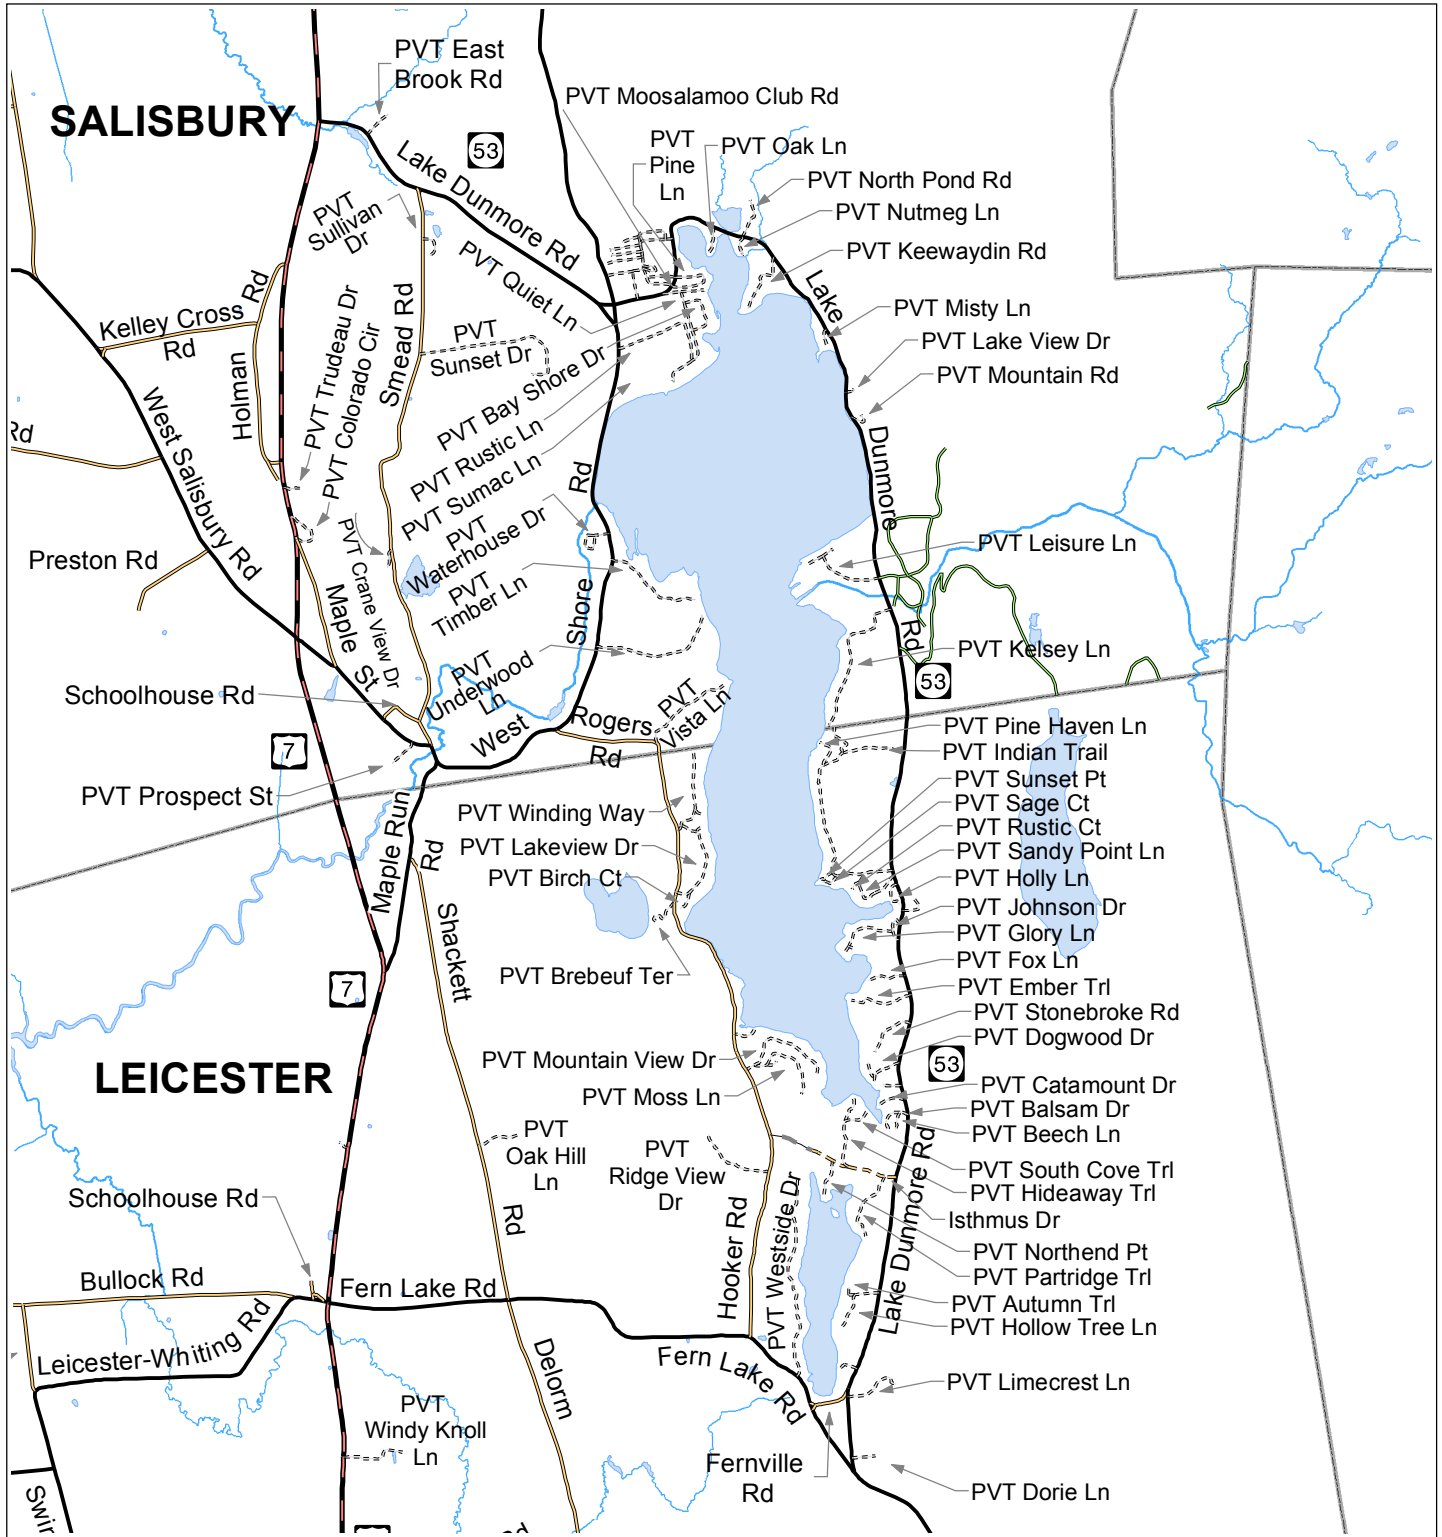 PVT East
Brook Rd
SALISBURY
53
PVT Moosalamoo Club Rd
PVT
Pine
Ln
PVT Oak Ln
PVT North Pond Rd
PVT Nutmeg Ln
PVT Keewaydin Rd
Lake Dunmore Rd
PVT
Sullivan
Dr
PVT Quiet Ln
Lake
PVT Misty Ln
PVT Lake View Dr
PVT Mountain Rd
Kelley Cross
Rd
Holman
Rd
PVT Trudeau Dr
PVT Colorado Cir
Smead Rd
PVT
Sunset Dr
PVT Bay Shore Dr
PVT Rustic Ln
PVT Sumac Ln
Rd
West Salisbury Rd
Rd
Dunmore
Rd
PVT
Waterhouse Dr
PVT Crane View Dr
PVT Leisure Ln
Preston Rd
PVT
Timber Ln
Shore
Maple St
PVT Kelsey Ln
53
Schoolhouse Rd
PVT
Underwood
Ln
PVT
Vista Ln
West
Rogers
Rd
7
PVT Prospect St
PVT Pine Haven Ln
PVT Indian Trail
PVT Sunset Pt
PVT Sage Ct
PVT Rustic Ct
PVT Sandy Point Ln
PVT Holly Ln
PVT Johnson Dr
PVT Glory Ln
PVT Fox Ln
PVT Ember Trl
PVT Stonebroke Rd
PVT Dogwood Dr
PVT Winding Way
PVT Lakeview Dr
PVT Birch Ct
PVT Brebeuf Ter
Maple Run
Rd
Shackett
Rd
7
LEICESTER
PVT Mountain View Dr
PVT Moss Ln
53
PVT Catamount Dr
PVT Balsam Dr
PVT Beech Ln
PVT South Cove Trl
PVT Hideaway Trl
Isthmus Dr
PVT Northend Pt
PVT Partridge Trl
PVT Autumn Trl
PVT Hollow Tree Ln
PVT
Oak Hill
Ln
PVT
Ridge View
Dr
Hooker Rd
PVT Westside Dr
Lake Dunmore Rd
Schoolhouse Rd
Bullock Rd
Fern Lake Rd
Leicester-Whiting Rd
Fern Lake Rd
Delorm
PVT Limecrest Ln
PVT
Windy Knoll
Ln
Fernville
Rd
PVT Dorie Ln
Swir
Rd